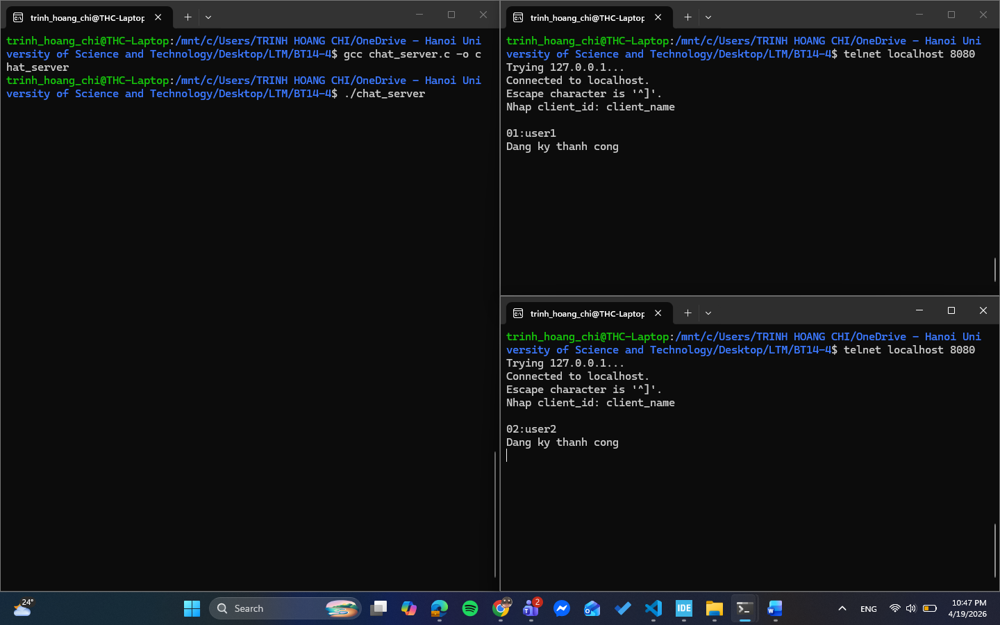 trinh_hoang_chi@THC-Laptop
trinh_hoang_chi@THC-Laptop:/mnt/c/Users/TRINH HOANG CHI/OneDrive - Hanoi Uni
versity of Science and Technology/Desktop/LTM/BT14-4$ gcc chat_server.c -o c
hat_server
trinh_hoang_chi@THC-Laptop:/mnt/c/Users/TRINH HOANG CHI/OneDrive - Hanoi Uni
versity of Science and Technology/Desktop/LTM/BT14-4$ ./chat_server
trinh_hoang_chi@THC-Laptop
trinh_hoang_chi@THC-Laptop:/mnt/c/Users/TRINH HOANG CHI/OneDrive - Hanoi Uni
versity of Science and Technology/Desktop/LTM/BT14-4$ telnet localhost 8080
Trying 127.0.0.1...
Connected to localhost.
Escape character is '^]'.
Nhap client_id: client_name
01:user1
Dang ky thanh cong
trinh_hoang_chi@THC-Laptop
trinh_hoang_chi@THC-Laptop:/mnt/c/Users/TRINH HOANG CHI/OneDrive - Hanoi Uni
versity of Science and Technology/Desktop/LTM/BT14-4$ telnet localhost 8080
Trying 127.0.0.1...
Connected to localhost.
Escape character is '^]'.
Nhap client_id: client_name
02:user2
Dang ky thanh cong
24°
Search
2
IDE
ENG
10:47 PM
4/19/2026